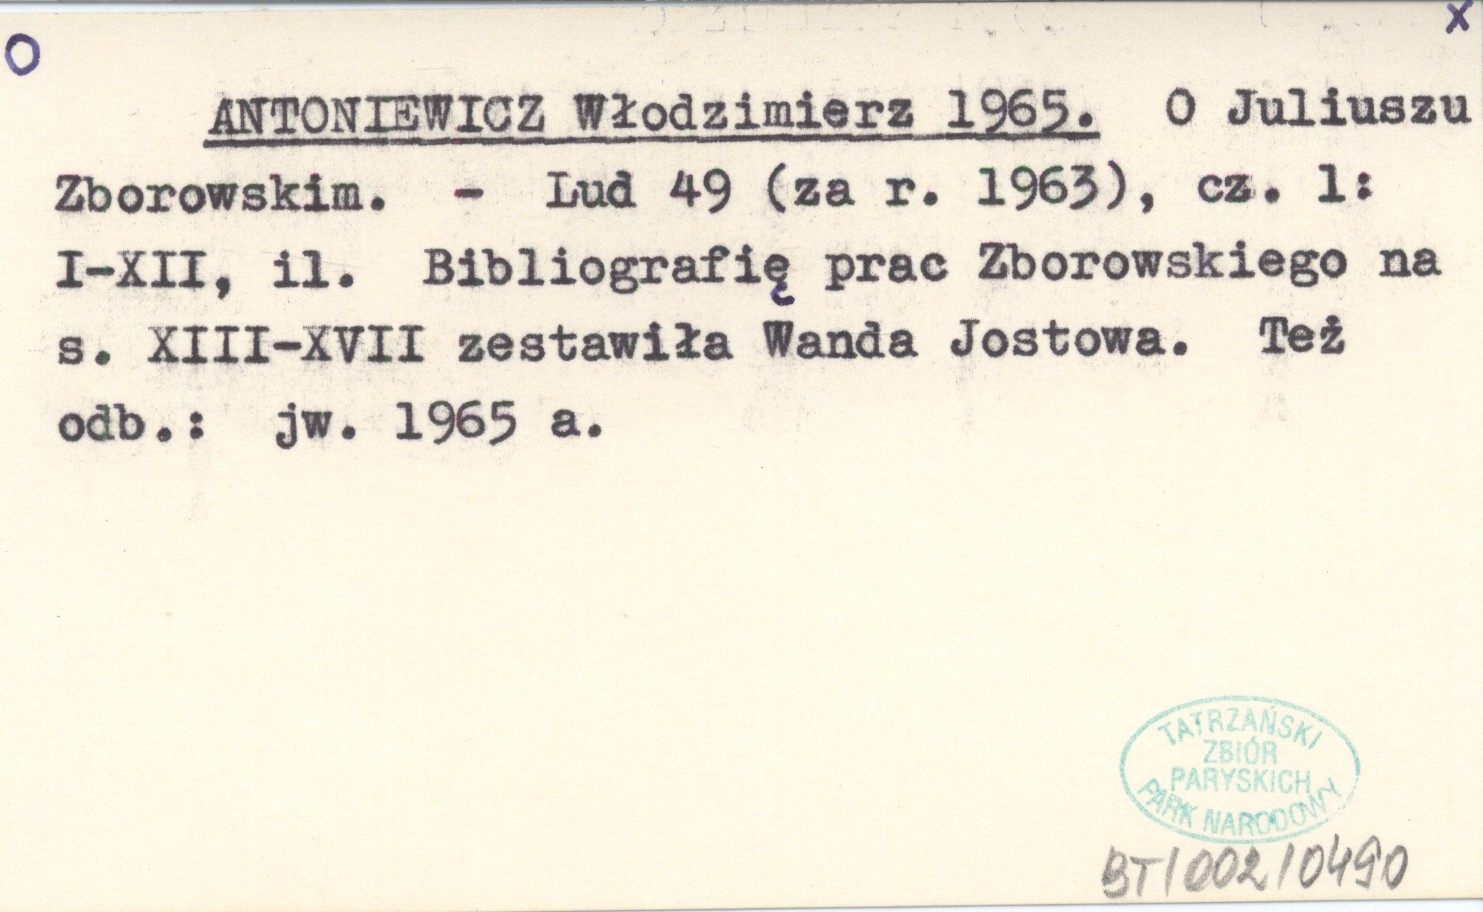 O X
ANTONIEWICZ Włodzimierz 1965. O Juliuszu
Zborowskim. - Lud 49 (za r. 1963), cz. 1:
I-XII, il. Bibliografię prac Zborowskiego na
s. XIII-XVII zestawiła Wanda Jostowa. Też
odb.: jw. 1965 a.
TATRZAŃSKI
ZBIÓR
PARYSKICH
PARK NARODOWY
BT/002/0490